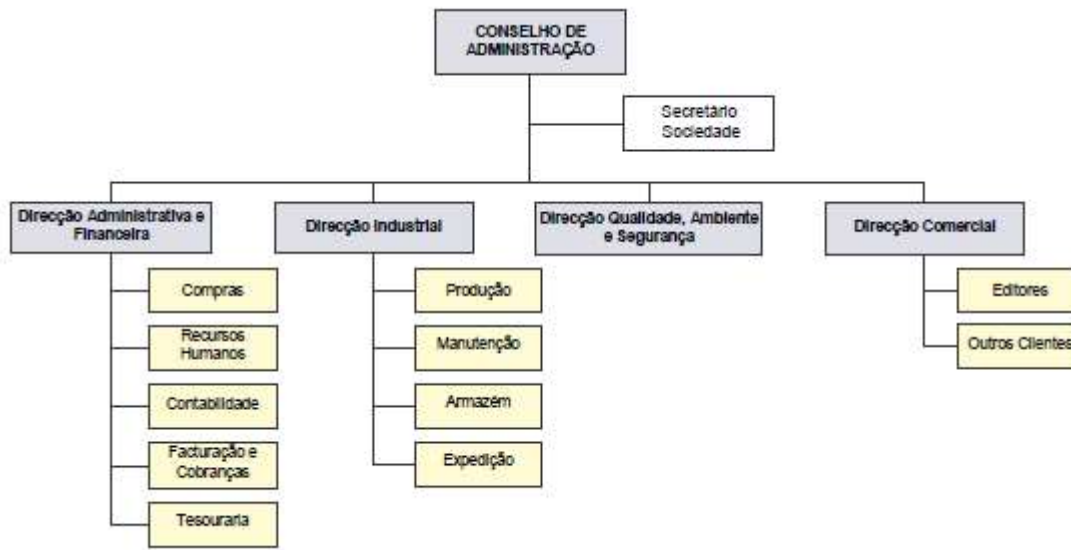 CONSELHO DE
ADMINISTRAÇÃO
Secretário
Sociedade
Direcção Administrativa e
Financeira
Direcção Industrial
Direcção Qualidade, Ambiente
e Segurança
Direcção Comercial
Compras
Recursos
Humanos
Contabilidade
Facturação e
Cobranças
Tesouraria
Produção
Manutenção
Armazém
Expedição
Editores
Outros Clientes